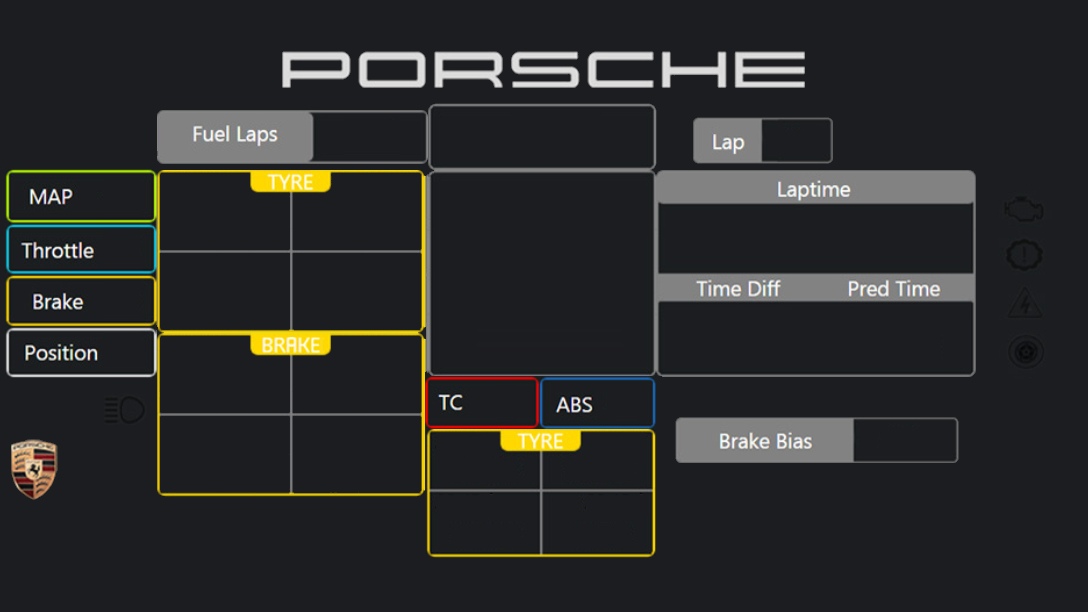 PORSCHE
Fuel Laps
Lap
TYRE
Laptime
MAP
Throttle
Time Diff Pred Time
Brake
BRAKE
Position
TC
ABS
TYRE
Brake Bias
PORSCHE